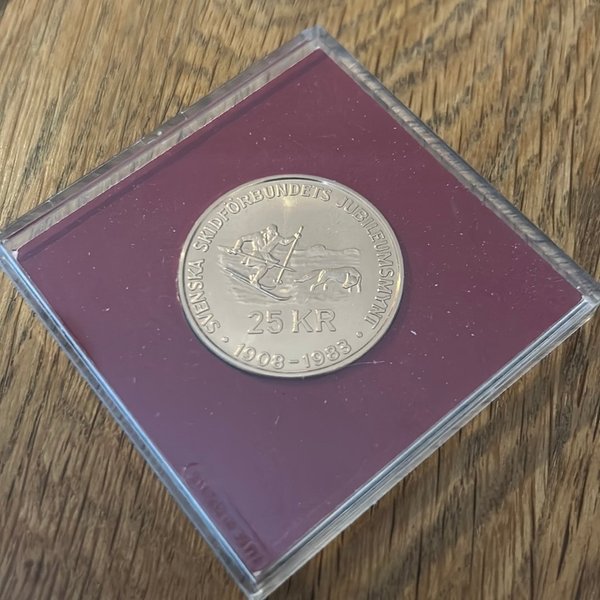 SVENSKA SKIDFÖRBUNDETS JUBILEUMSMYNT
25 KR
· 1908-1983 ·